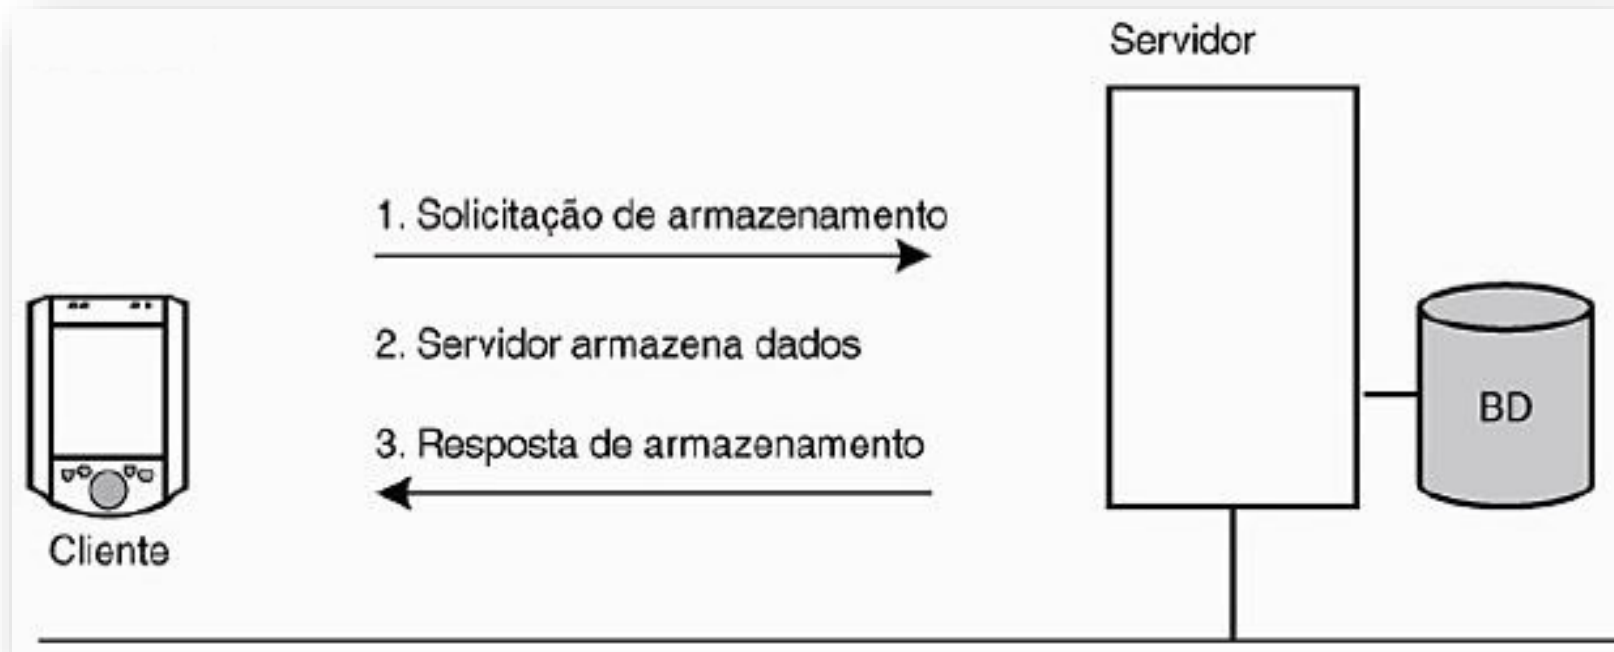 Servidor
1. Solicitação de armazenamento
2. Servidor armazena dados
BD
3. Resposta de armazenamento
Cliente